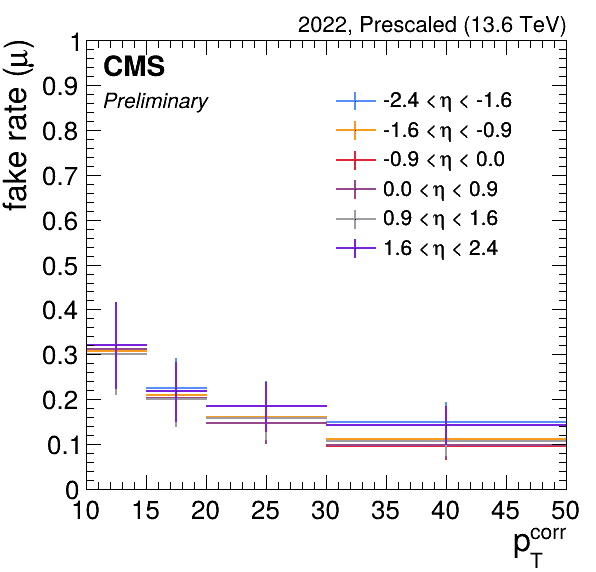 2022, Prescaled (13.6 TeV)
CMS
Preliminary
fake rate (μ)
-2.4 < η < -1.6
-1.6 < η < -0.9
-0.9 < η < 0.0
0.0 < η < 0.9
0.9 < η < 1.6
1.6 < η < 2.4
1
0.9
0.8
0.7
0.6
0.5
0.4
0.3
0.2
0.1
0
10 15 20 25 30 35 40 45 50
p_T^corr